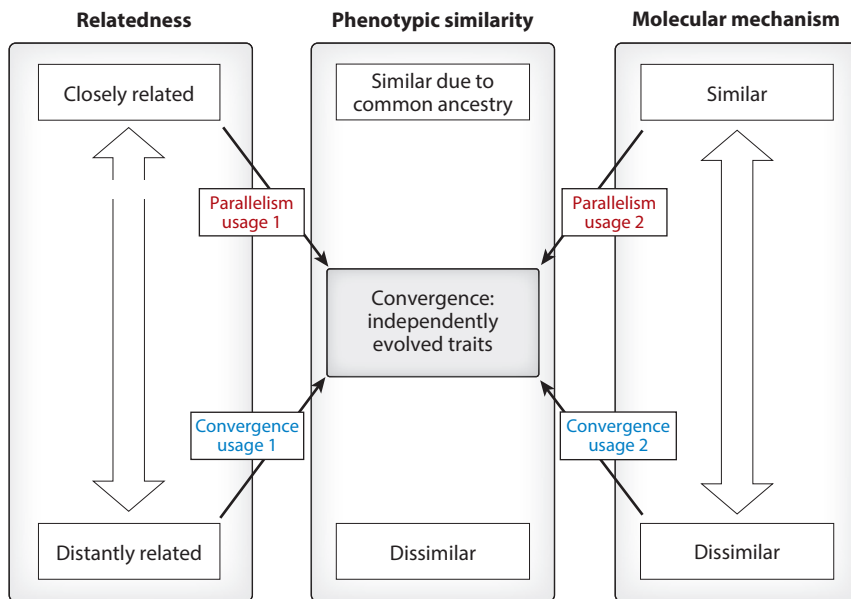 Relatedness
Phenotypic similarity
Molecular mechanism
Closely related
Similar due to
common ancestry
Similar
Parallelism
usage 1
Parallelism
usage 2
Convergence:
independently
evolved traits
Convergence
usage 1
Convergence
usage 2
Distantly related
Dissimilar
Dissimilar